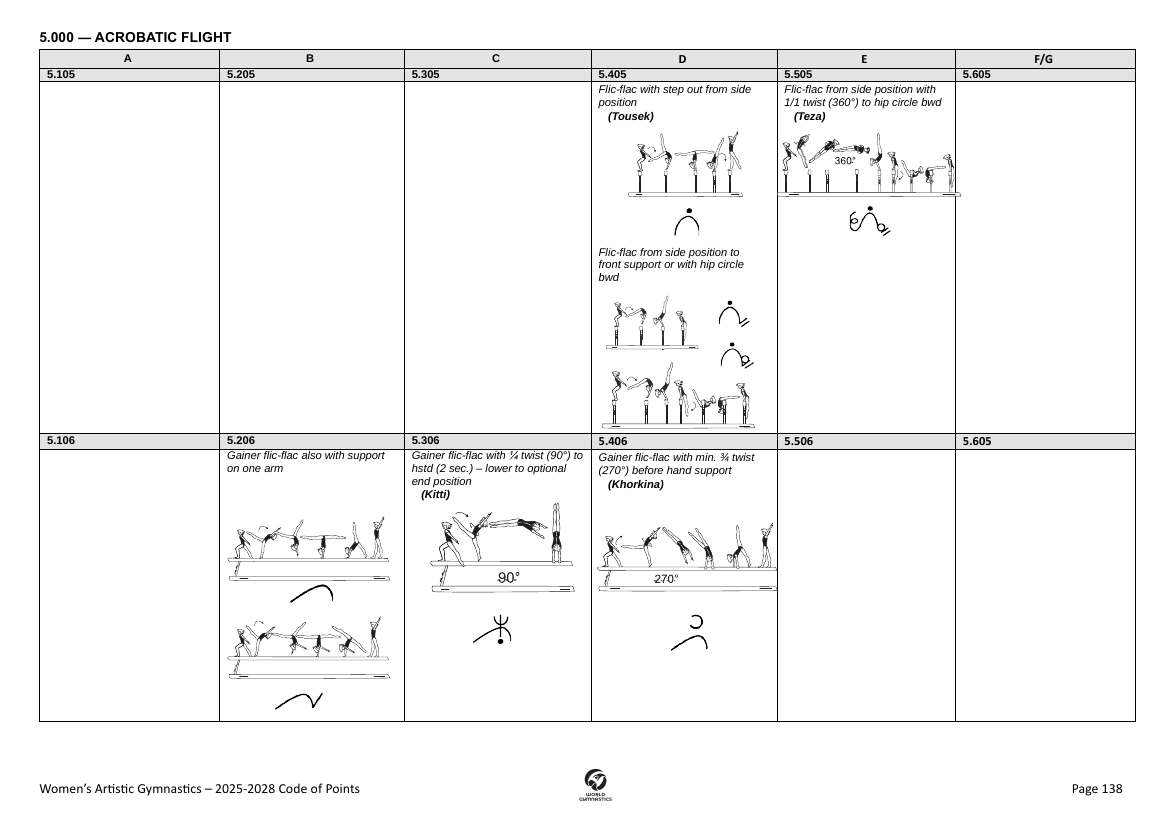 5.000 — ACROBATIC FLIGHT
A B C D E F/G
5.105 5.205 5.305 5.405 5.505 5.605
Flic-flac with step out from side
position
(Tousek)
Flic-flac from side position to
front support or with hip circle
bwd
Flic-flac from side position with
1/1 twist (360°) to hip circle bwd
(Teza)
360°
5.106 5.206 5.306 5.406 5.506 5.605
Gainer flic-flac also with support
on one arm
Gainer flic-flac with ¼ twist (90°) to
hstd (2 sec.) – lower to optional
end position
(Kitti)
90°
Gainer flic-flac with min. ¾ twist
(270°) before hand support
(Khorkina)
270°
Women's Artistic Gymnastics – 2025-2028 Code of Points
WORLD
GYMNASTICS
Page 138